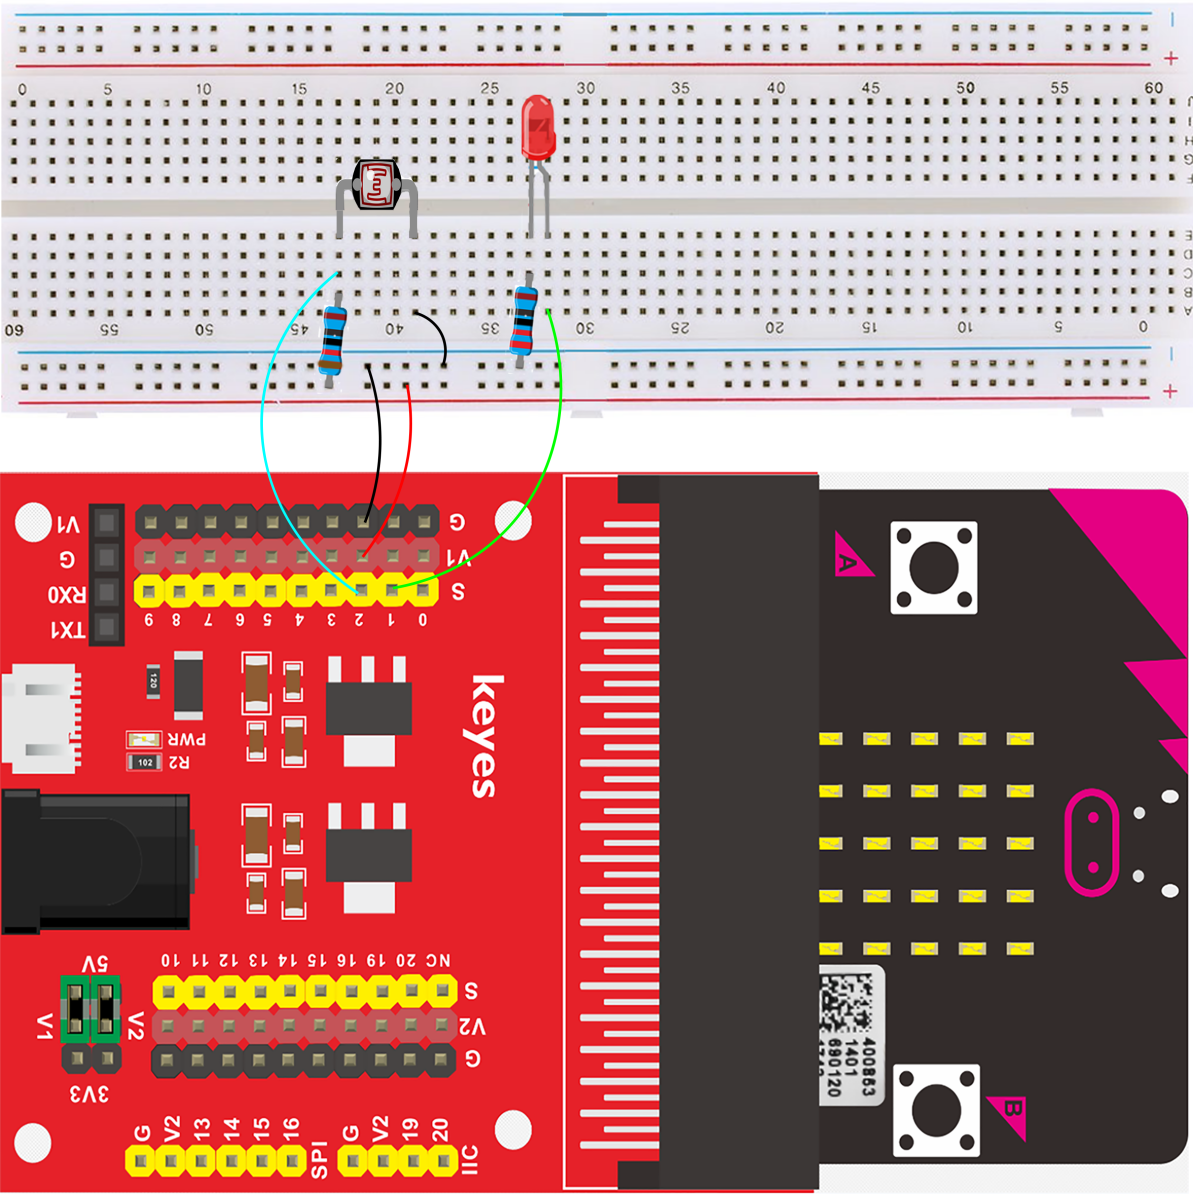 0 5 10 15 20 25 30 35 40 45 50 55 60
J
I
H
G
F
E
D
C
B
A
60 55 50 45 40 35 30 25 20 15 10 5 0
+
+
V1
G
RX0
TX1
G
V1
S
9 8 7 6 5 4 3 2 1 0
120
PWR
R2
102
keyes
A
5V
V1
V2
3V3
10 11 12 13 14 15 16 19 20 NC
S
V2
G
G V2 13 14 15 16 SPI
G V2 19 20 IIC
400863
1401
690120
B